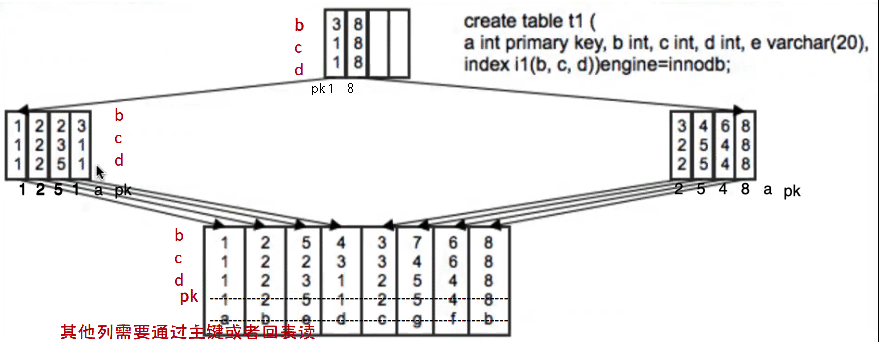 b 3 8
c 1 8
d 1 8
pk 1 8
create table t1 (
a int primary key, b int, c int, d int, e varchar(20),
index i1(b, c, d))engine=innodb;
1 2 2 3 b
1 2 3 1 c
1 2 5 1 d
1 2 5 1 a pk
3 4 6 8
2 5 4 8
2 5 4 8
2 5 4 8 a pk
b 1 2 5 4 3 7 6 8
c 1 2 2 3 3 4 6 8
d 1 2 3 1 2 5 4 8
pk 1 2 5 1 2 5 4 8
a b e d c g f b
其他列需要通过主键或者回表读